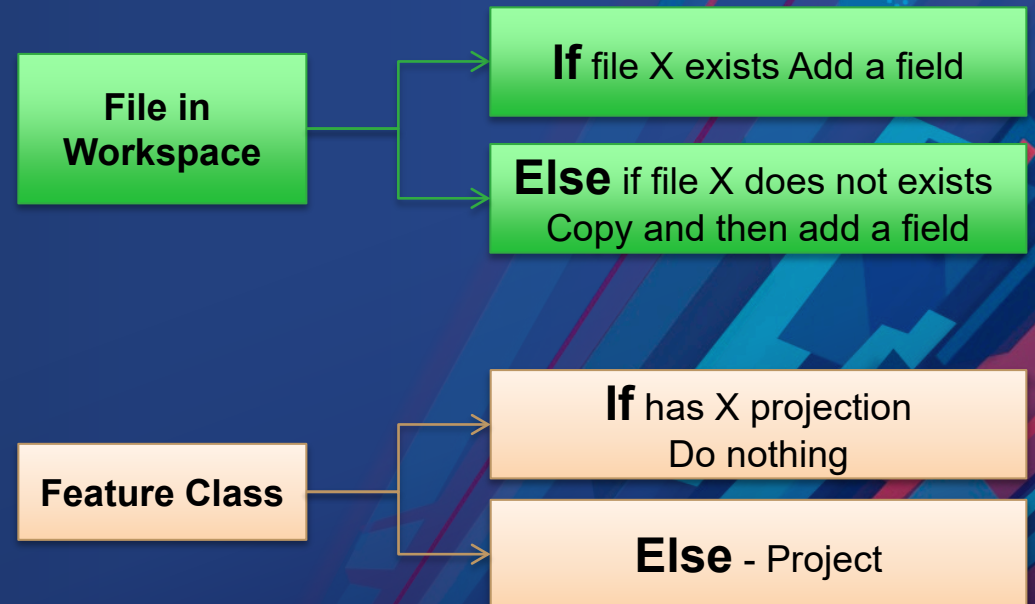 File in
Workspace
If file X exists Add a field
Else if file X does not exists
Copy and then add a field
Feature Class
If has X projection
Do nothing
Else - Project